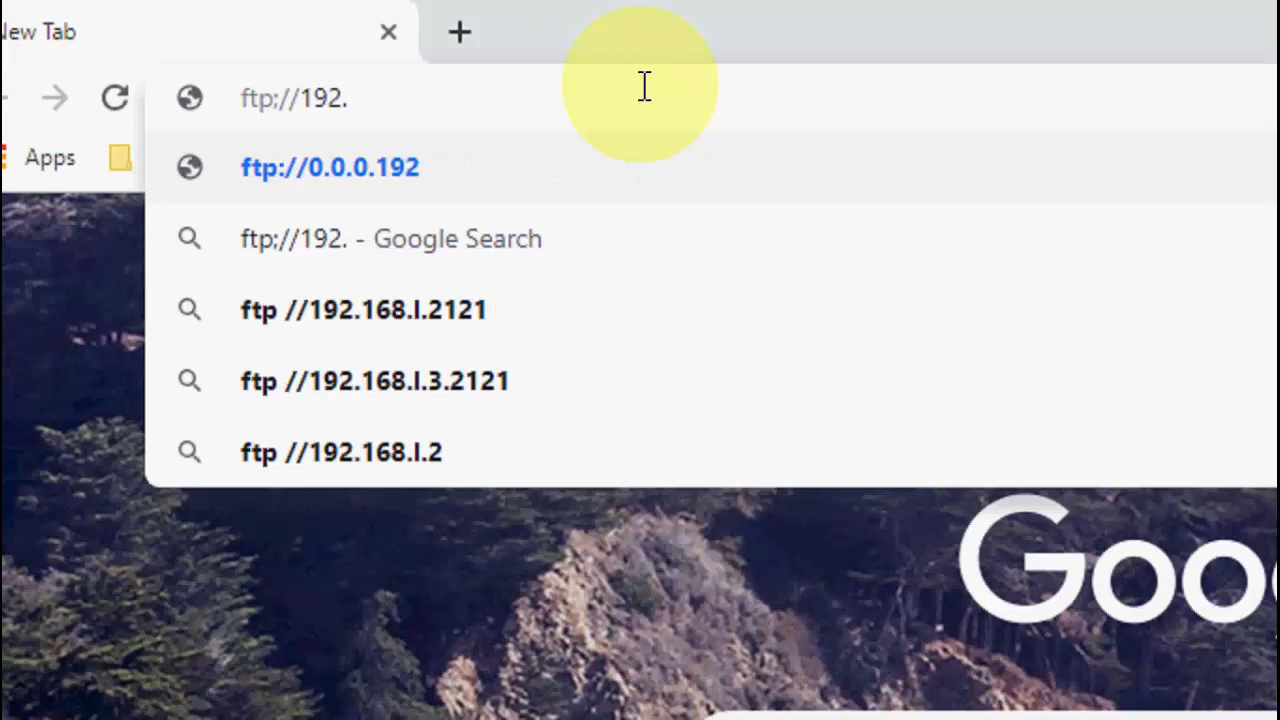 New Tab
ftp;//192.
Apps
ftp://0.0.0.192
ftp;//192. - Google Search
ftp //192.168.l.2121
ftp //192.168.l.3.2121
ftp //192.168.l.2
Goo